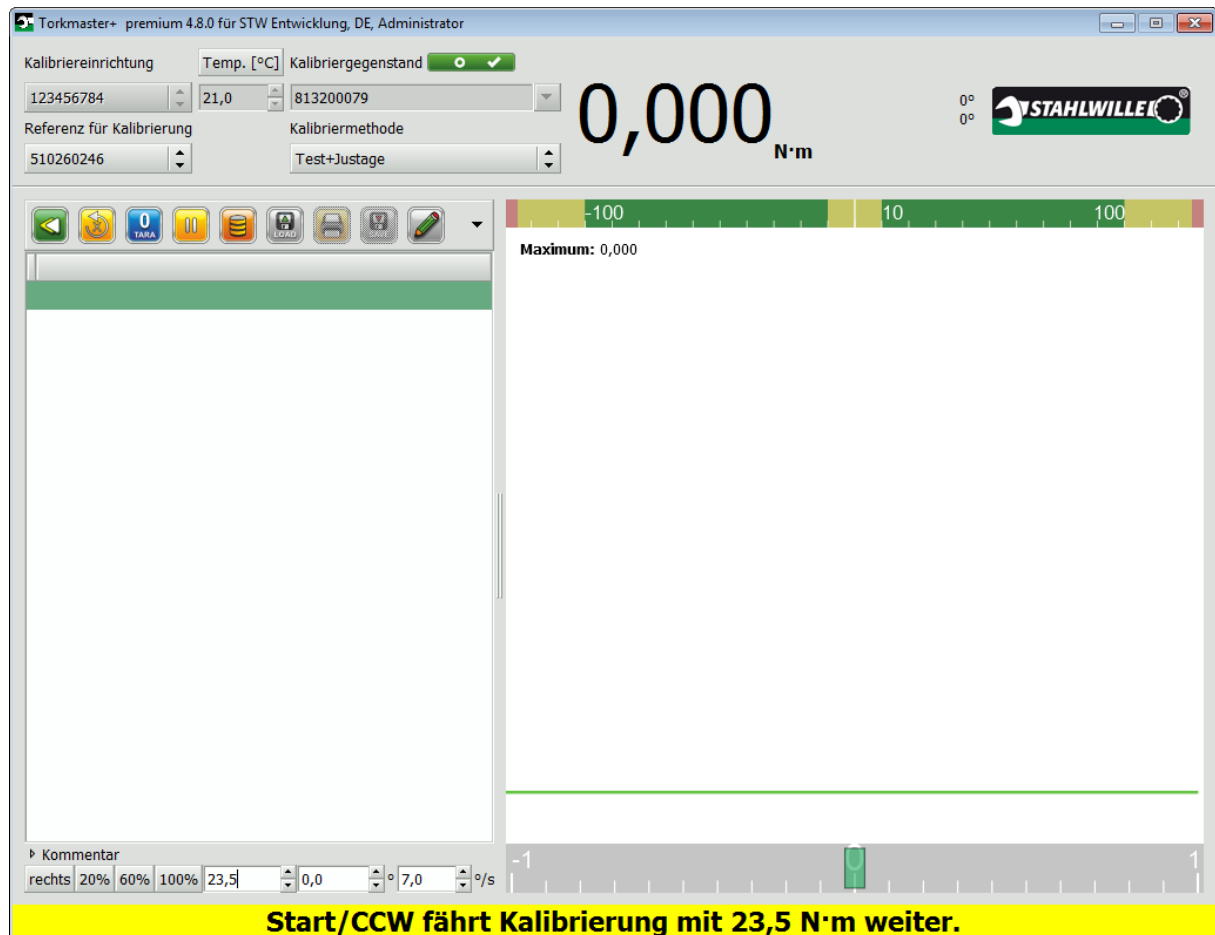 Torkmaster+ premium 4.8.0 für STW Entwicklung, DE, Administrator
Kalibriereinrichtung Temp. [°C] Kalibriergegenstand
123456784 21,0 813200079
Referenz für Kalibrierung Kalibriermethode
510260246 Test+Justage
0,000 N·m
0°
0°
STAHLWILLE®
0 TARA LOAD SAVE
-100 10 100
Maximum: 0,000
Kommentar
rechts 20% 60% 100% 23,5 0,0 ° 7,0 °/s
-1 0 1
Start/CCW fährt Kalibrierung mit 23,5 N·m weiter.